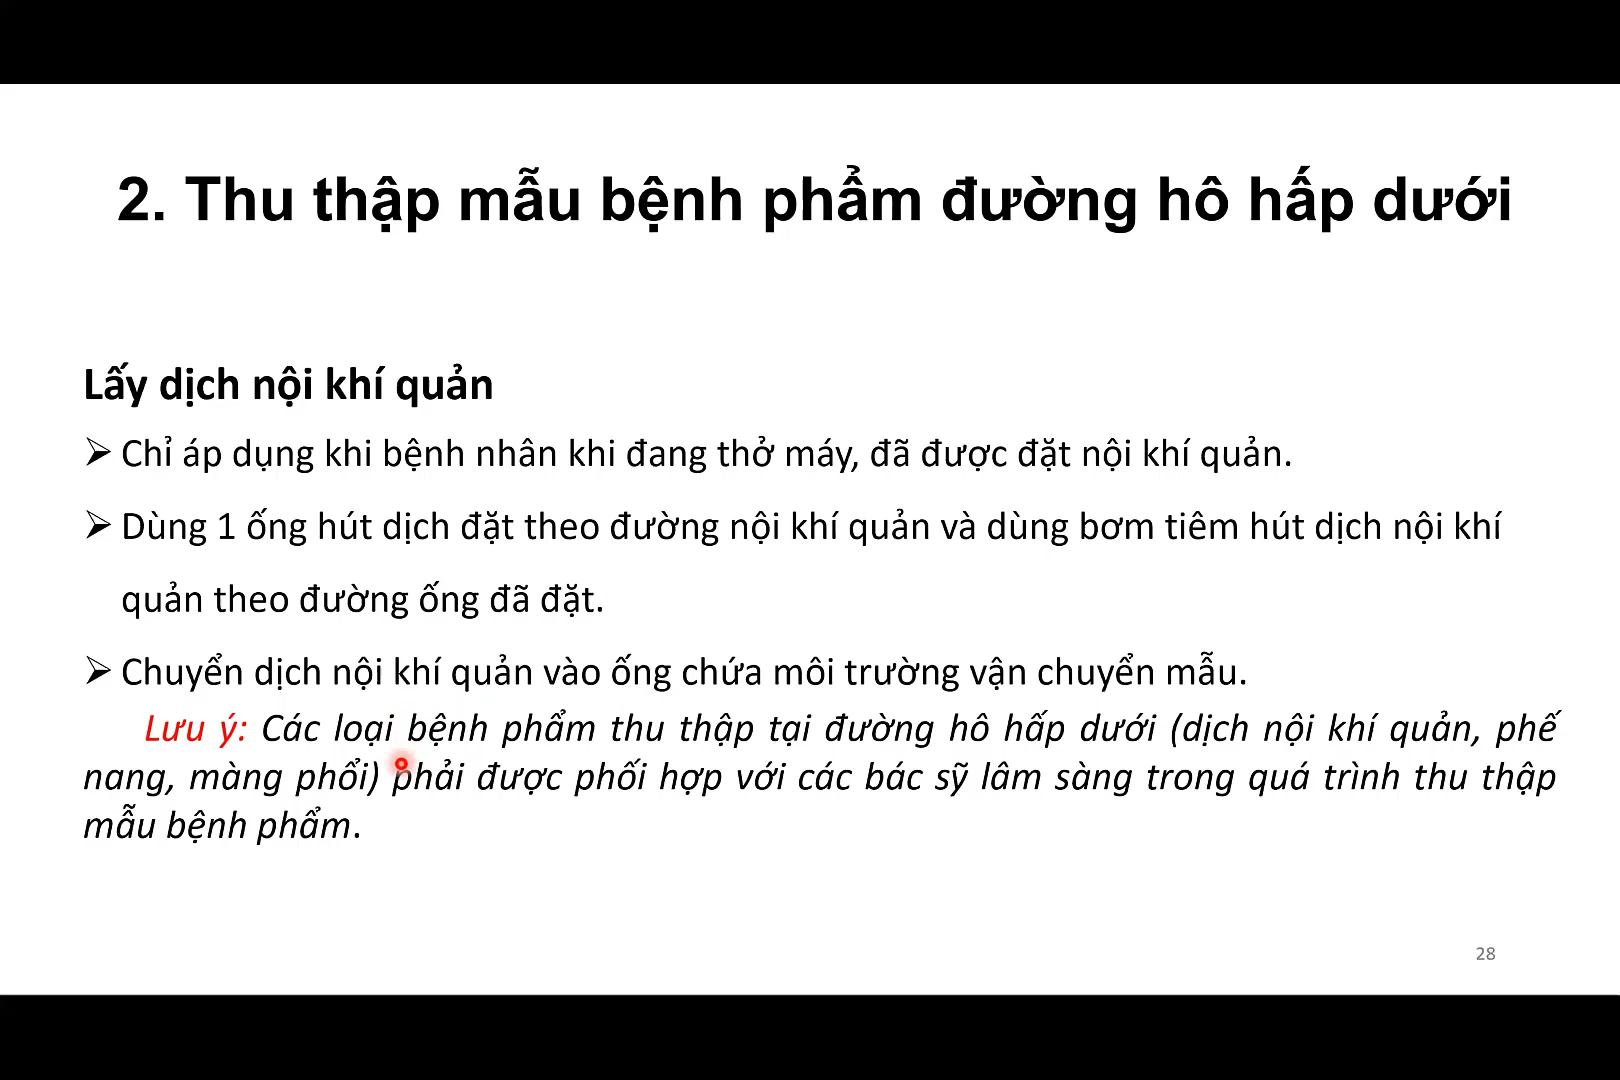 2. Thu thập mẫu bệnh phẩm đường hô hấp dưới
Lấy dịch nội khí quản
➢ Chỉ áp dụng khi bệnh nhân khi đang thở máy, đã được đặt nội khí quản.
➢ Dùng 1 ống hút dịch đặt theo đường nội khí quản và dùng bơm tiêm hút dịch nội khí
quản theo đường ống đã đặt.
➢ Chuyển dịch nội khí quản vào ống chứa môi trường vận chuyển mẫu.
Lưu ý: Các loại bệnh phẩm thu thập tại đường hô hấp dưới (dịch nội khí quản, phế
nang, màng phổi) phải được phối hợp với các bác sỹ lâm sàng trong quá trình thu thập
mẫu bệnh phẩm.
28